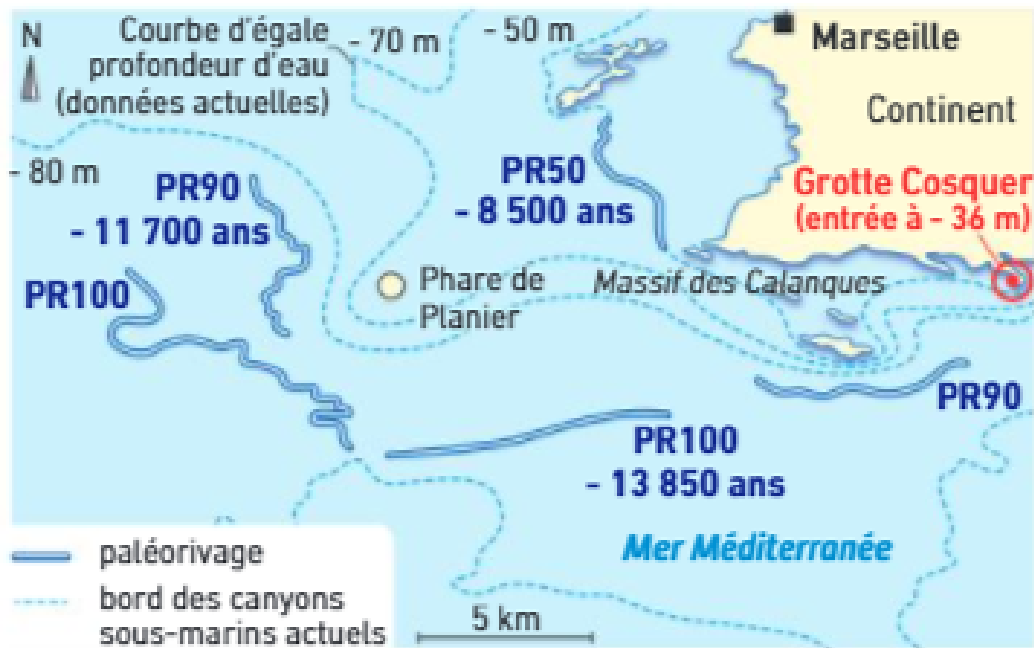 N
Courbe d'égale
profondeur d'eau
(données actuelles)
- 70 m
- 50 m
Marseille
Continent
- 80 m
PR90
- 11 700 ans
PR50
- 8 500 ans
Grotte Cosquer
(entrée à - 36 m)
PR100
Phare de
Planier
Massif des Calanques
PR90
PR100
- 13 850 ans
Mer Méditerranée
paléorivage
bord des canyons
sous-marins actuels
5 km